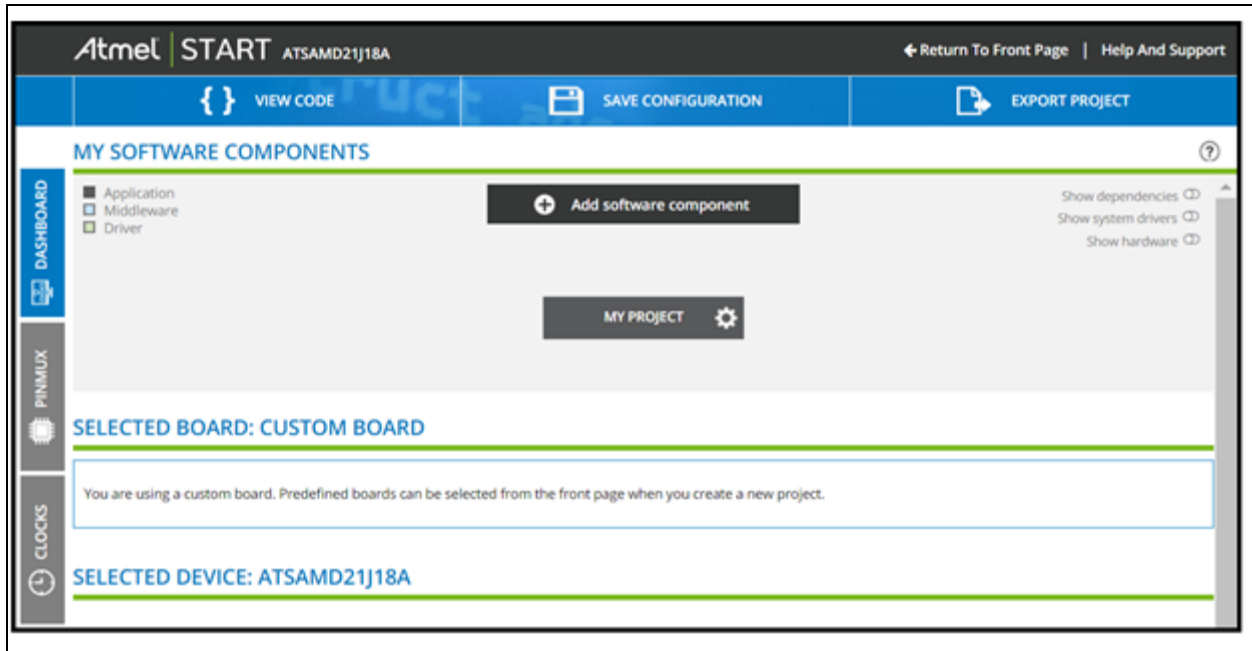 Atmel START ATSAMD21J18A
Return To Front Page | Help And Support
{ } VIEW CODE
SAVE CONFIGURATION
EXPORT PROJECT
MY SOFTWARE COMPONENTS
?
DASHBOARD
PINMUX
CLOCKS
Application
Middleware
Driver
Add software component
Show dependencies
Show system drivers
Show hardware
MY PROJECT
SELECTED BOARD: CUSTOM BOARD
You are using a custom board. Predefined boards can be selected from the front page when you create a new project.
SELECTED DEVICE: ATSAMD21J18A